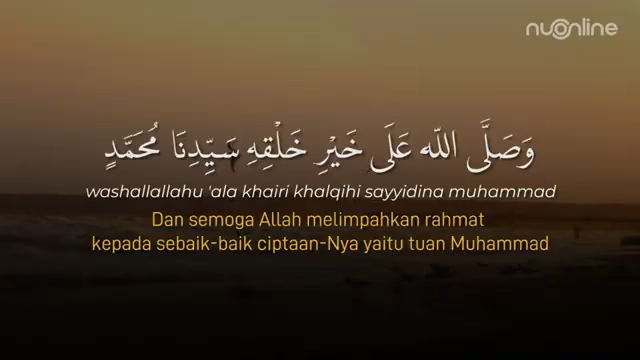 nuonline
وَصَلَّى اللّٰه عَلَى خَيْرِ خَلْقِهِ سَيِّدِنَا مُحَمَّدٍ
washallallahu 'ala khairi khalqihi sayyidina muhammad
Dan semoga Allah melimpahkan rahmat
kepada sebaik-baik ciptaan-Nya yaitu tuan Muhammad